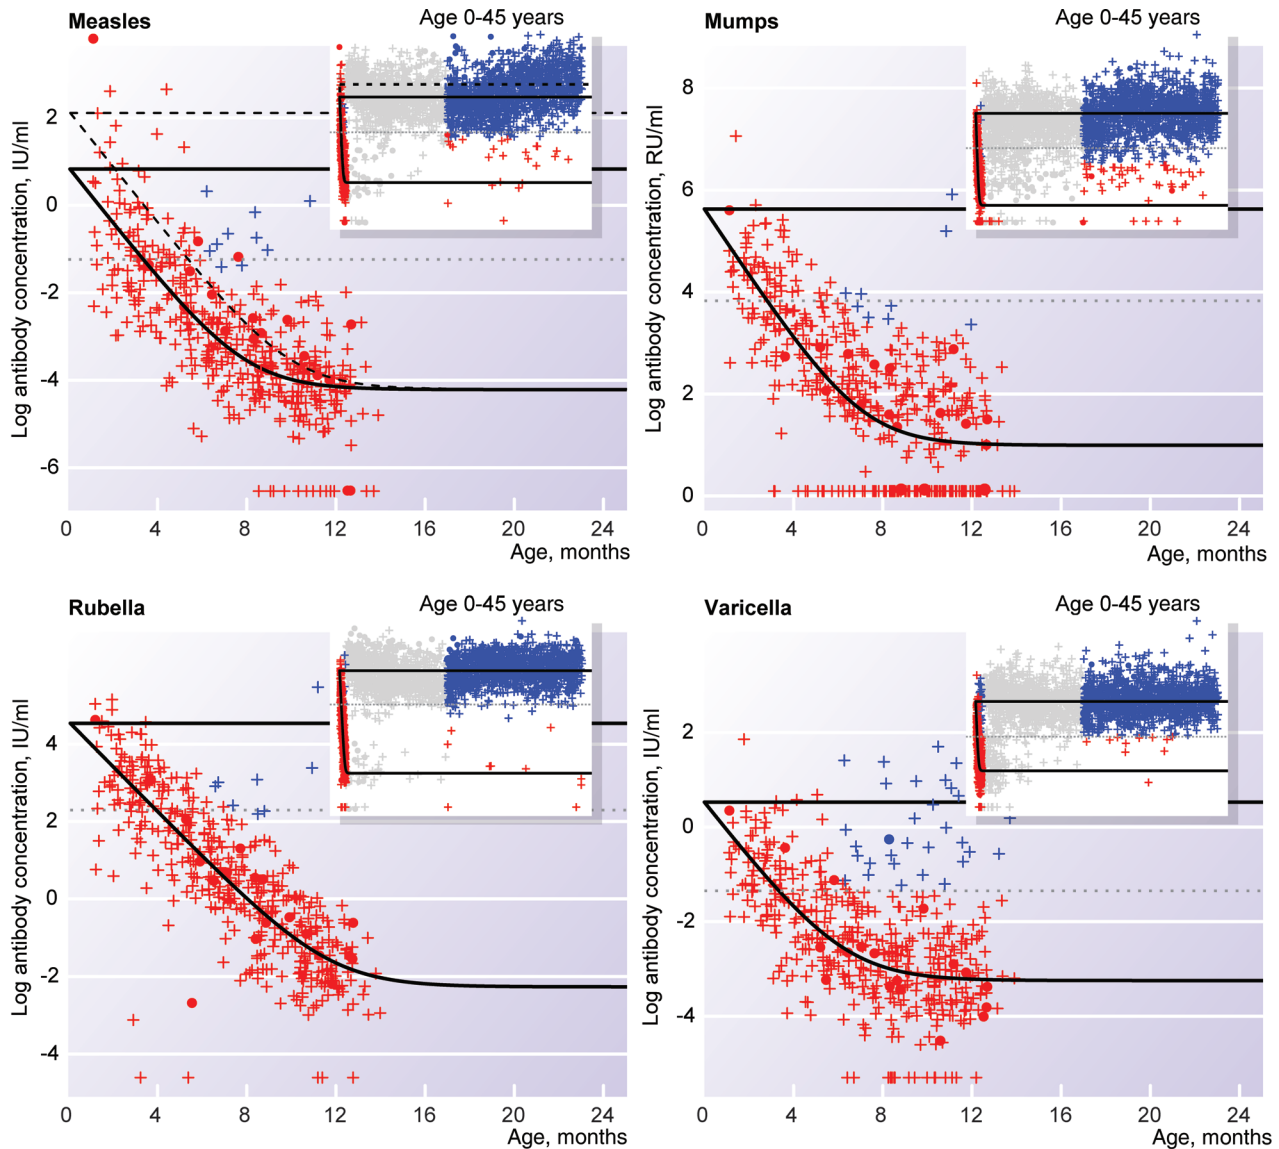 Measles
Age 0-45 years
Log antibody concentration, IU/ml
2
0
-2
-4
-6
0 4 8 12 16 20 24
Age, months
Mumps
Age 0-45 years
Log antibody concentration, RU/ml
8
6
4
2
0
0 4 8 12 16 20 24
Age, months
Rubella
Age 0-45 years
Log antibody concentration, IU/ml
4
2
0
-2
-4
0 4 8 12 16 20 24
Age, months
Varicella
Age 0-45 years
Log antibody concentration, IU/ml
2
0
-2
-4
0 4 8 12 16 20 24
Age, months